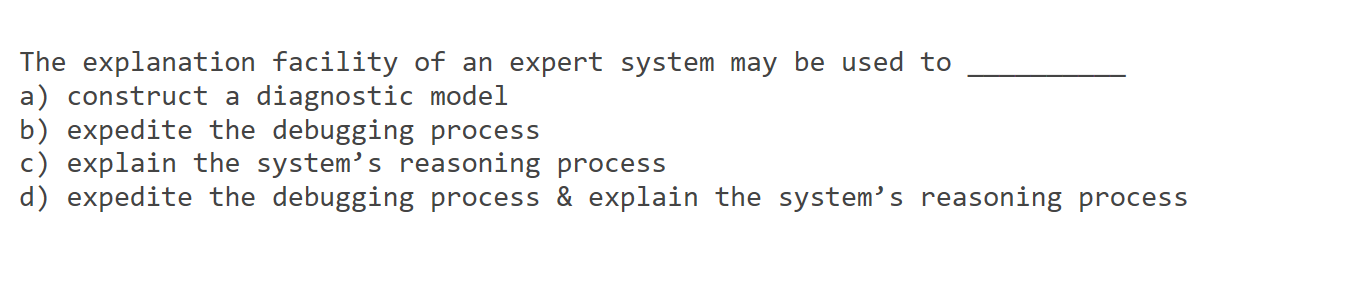 The explanation facility of an expert system may be used to __________
a) construct a diagnostic model
b) expedite the debugging process
c) explain the system’s reasoning process
d) expedite the debugging process & explain the system’s reasoning process